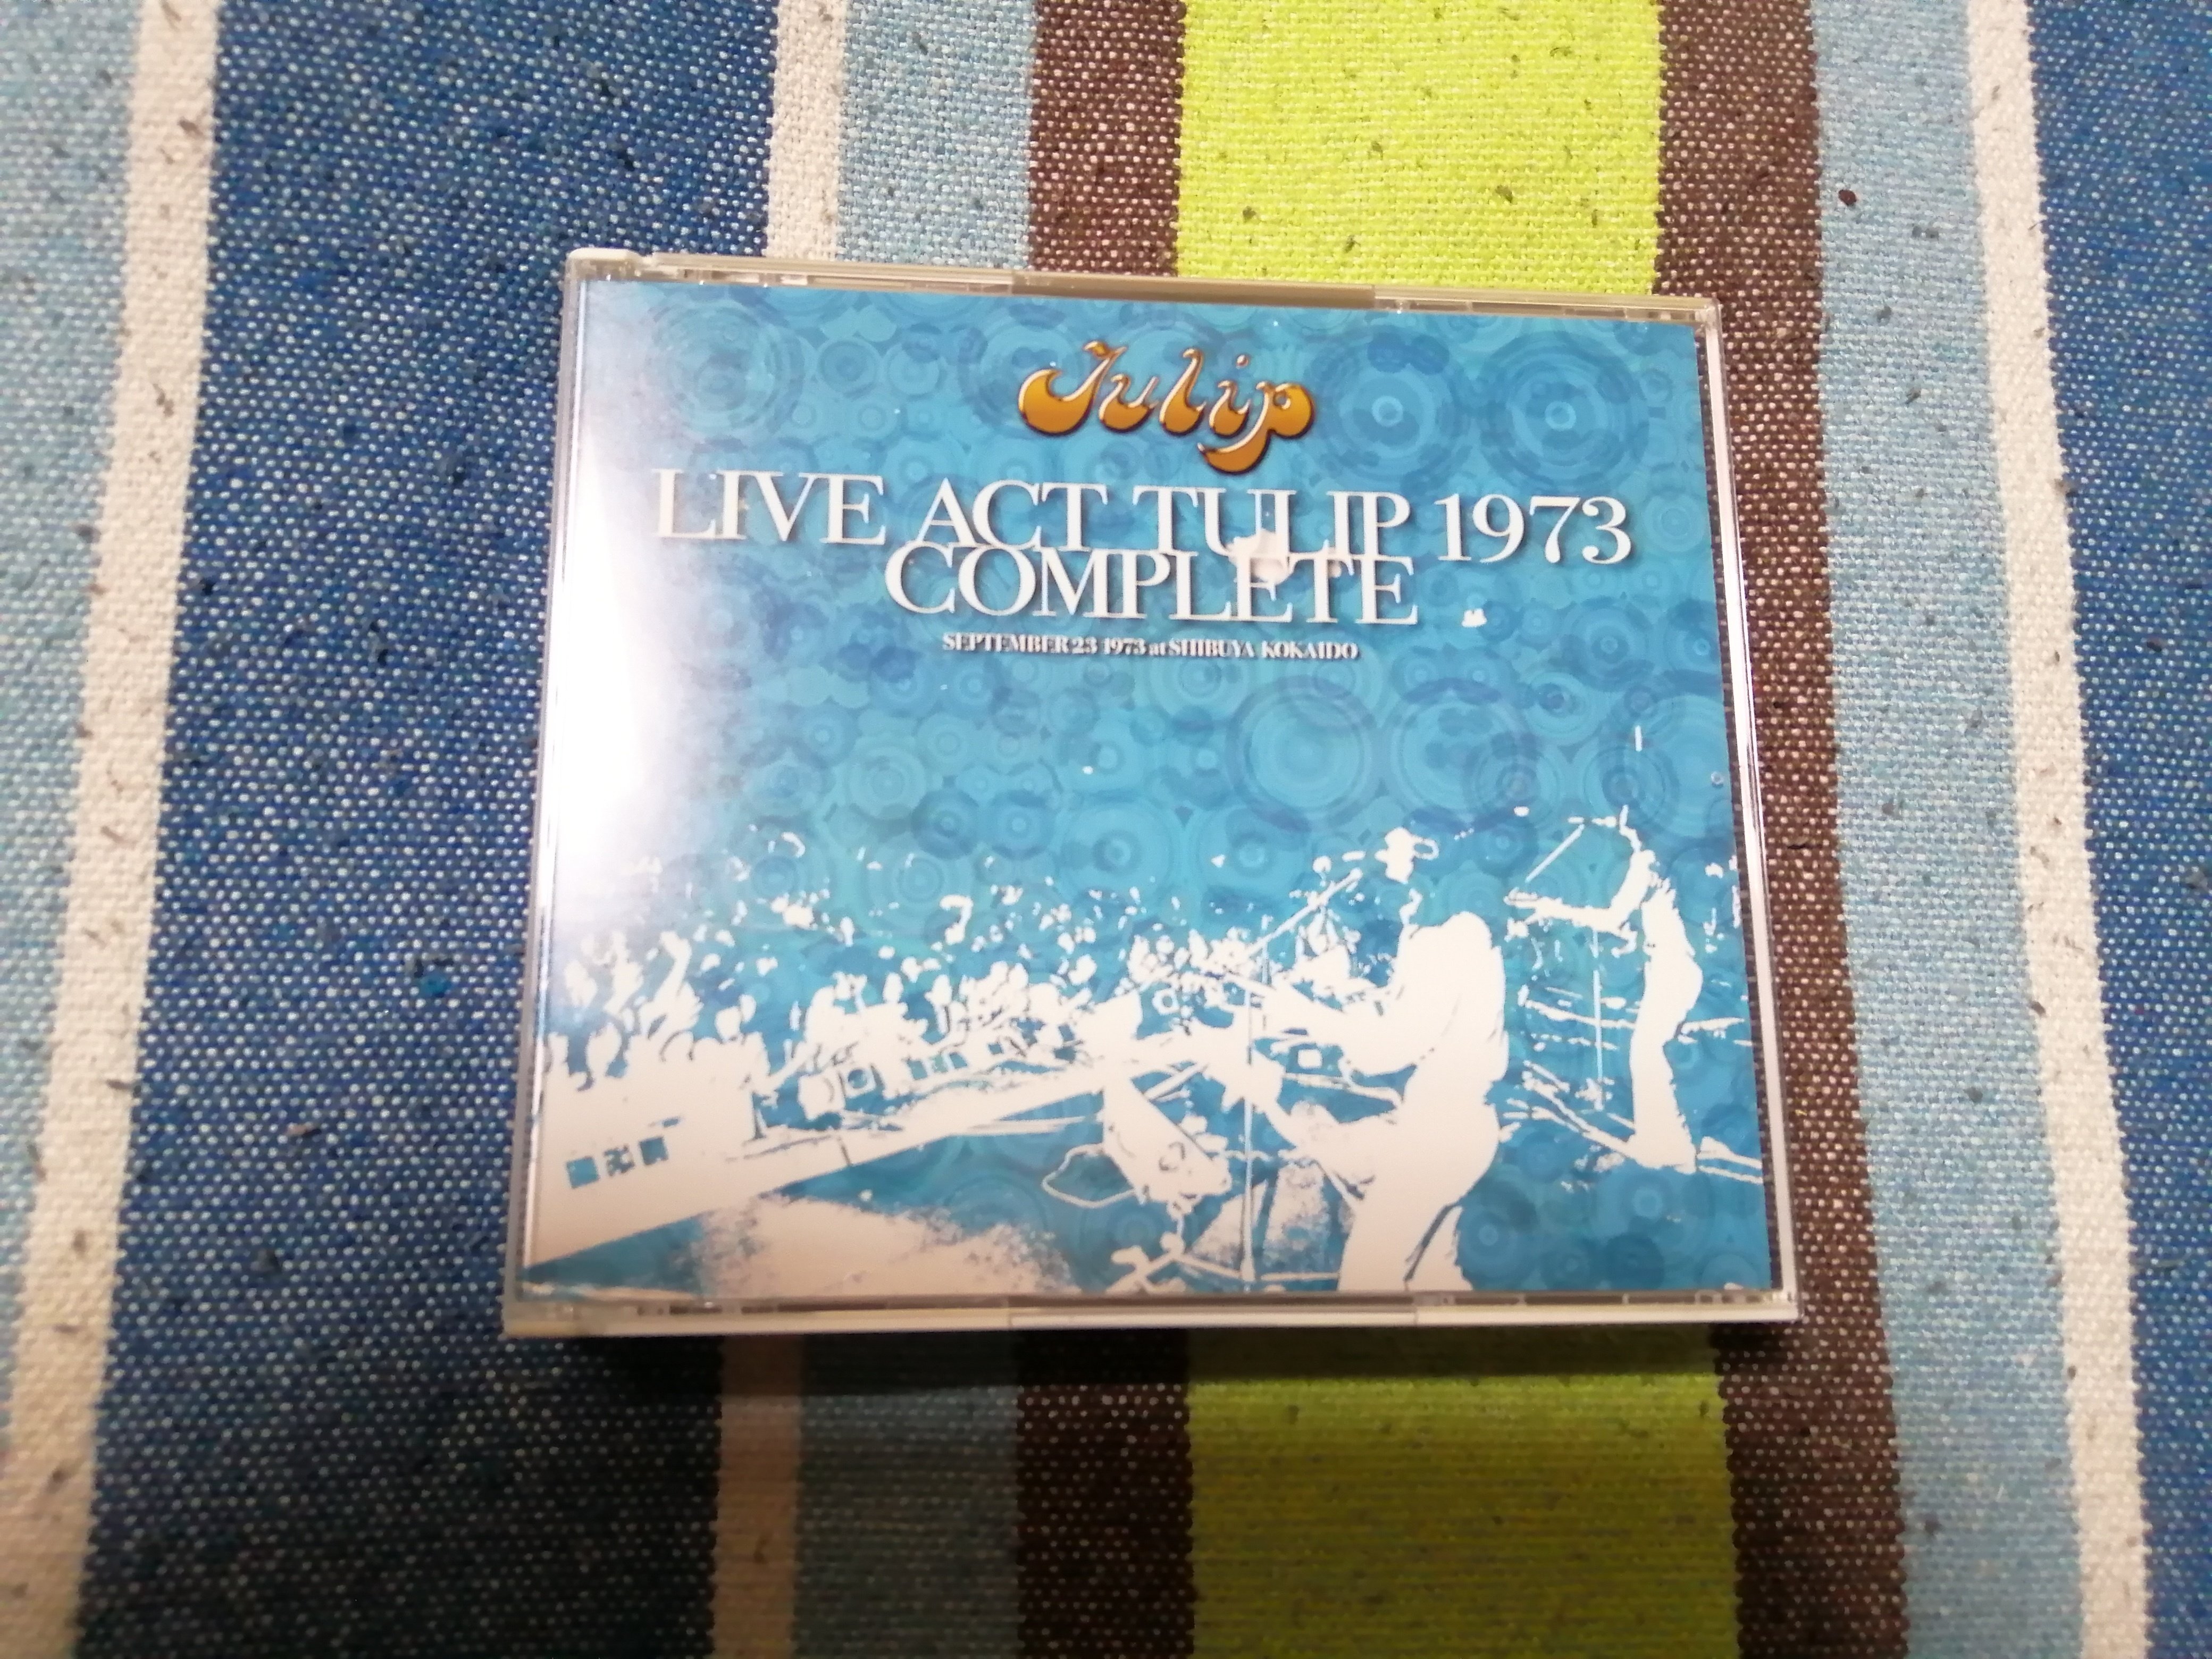 Tulip
LIVE ACT TULIP 1973
COMPLETE
SEPTEMBER 23 1973 at SHIBUYA KOKAIDO